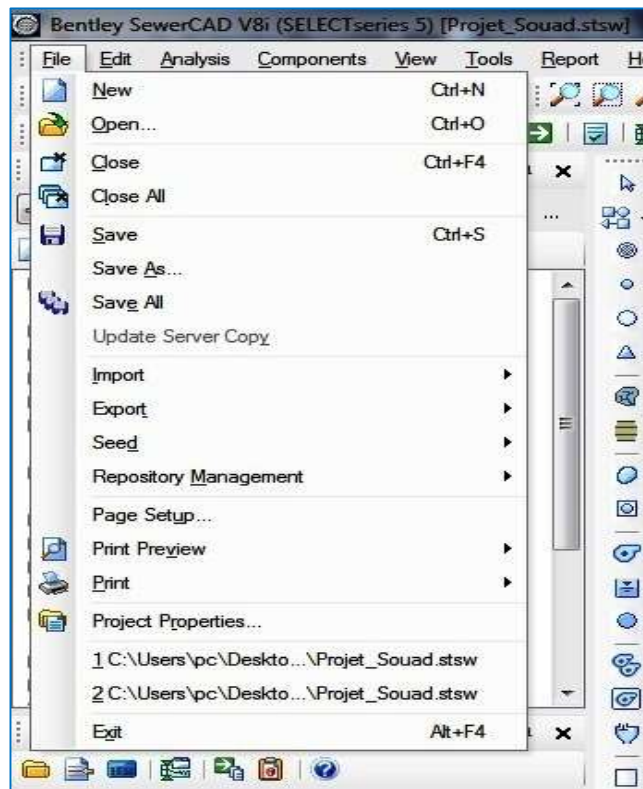 Bentley SewerCAD V8i (SELECTseries 5) [Projet_Souad.stsw]
File Edit Analysis Components View Tools Report
New Ctrl+N
Open... Ctrl+O
Close Ctrl+F4
Close All
Save Ctrl+S
Save As...
Save All
Update Server Copy
Import
Export
Seed
Repository Management
Page Setup...
Print Preview
Print
Project Properties...
1 C:\Users\pc\Deskto...\Projet_Souad.stsw
2 C:\Users\pc\Deskto...\Projet_Souad.stsw
Exit Alt+F4